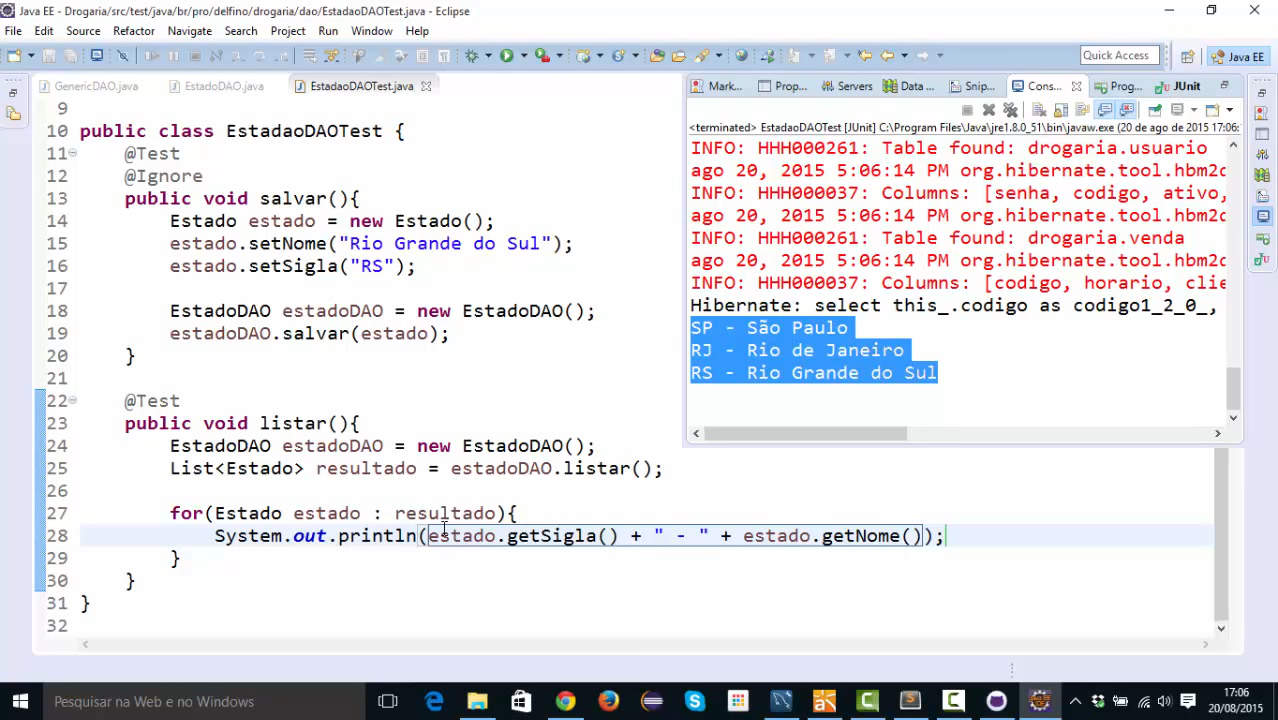 Java EE - Drogaria/src/test/java/br/pro/delfino/drogaria/dao/EstadaoDAOTest.java - Eclipse
File Edit Source Refactor Navigate Search Project Run Window Help
Quick Access
Java EE
GenericDAO.java
EstadoDAO.java
EstadaoDAOTest.java
9
10 public class EstadaoDAOTest {
11 @Test
12 @Ignore
13 public void salvar(){
14 Estado estado = new Estado();
15 estado.setNome("Rio Grande do Sul");
16 estado.setSigla("RS");
17
18 EstadoDAO estadoDAO = new EstadoDAO();
19 estadoDAO.salvar(estado);
20 }
21
22 @Test
23 public void listar(){
24 EstadoDAO estadoDAO = new EstadoDAO();
25 List<Estado> resultado = estadoDAO.listar();
26
27 for(Estado estado : resultado){
28 System.out.println(estado.getSigla() + " - " + estado.getNome());
29 }
30 }
31 }
32
Mark... Prop... Servers Data ... Snip... Cons... Prog... JUnit
<terminated> EstadaoDAOTest [JUnit] C:\Program Files\Java\jre1.8.0_51\bin\javaw.exe (20 de ago de 2015 17:06:
INFO: HHH000261: Table found: drogaria.usuario
ago 20, 2015 5:06:14 PM org.hibernate.tool.hbm2d
INFO: HHH000037: Columns: [senha, codigo, ativo,
ago 20, 2015 5:06:14 PM org.hibernate.tool.hbm2d
INFO: HHH000261: Table found: drogaria.venda
ago 20, 2015 5:06:14 PM org.hibernate.tool.hbm2d
INFO: HHH000037: Columns: [codigo, horario, clie
Hibernate: select this_.codigo as codigo1_2_0_,
SP - São Paulo
RJ - Rio de Janeiro
RS - Rio Grande do Sul
Pesquisar na Web e no Windows
17:06
20/08/2015